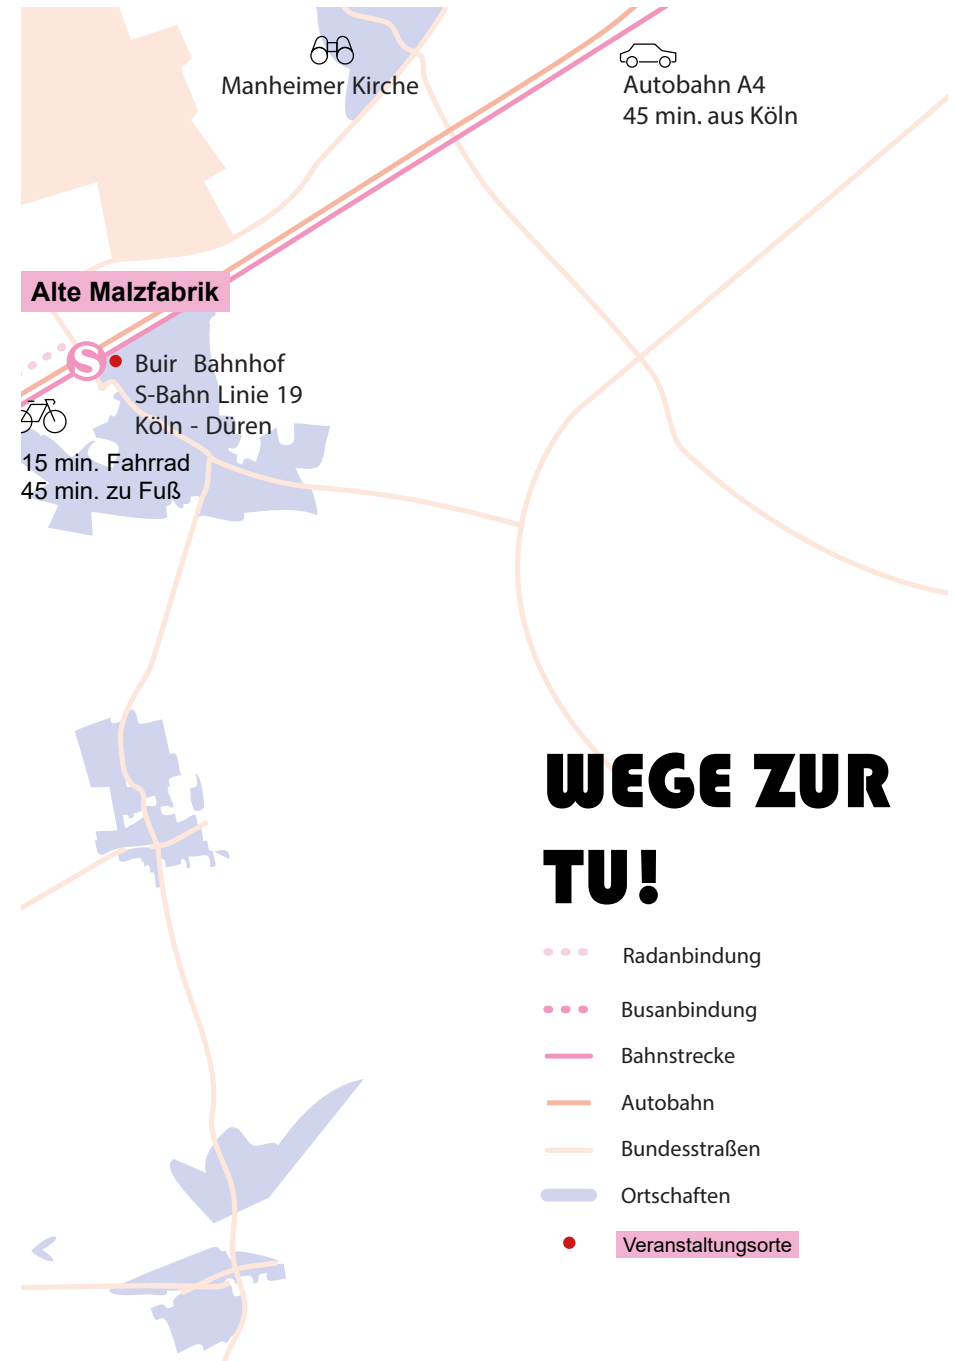 Manheimer Kirche
Autobahn A4
45 min. aus Köln
Alte Malzfabrik
S
Buir Bahnhof
S-Bahn Linie 19
Köln - Düren
15 min. Fahrrad
45 min. zu Fuß
WEGE ZUR
TU!
Radanbindung
Busanbindung
Bahnstrecke
Autobahn
Bundesstraßen
Ortschaften
Veranstaltungsorte